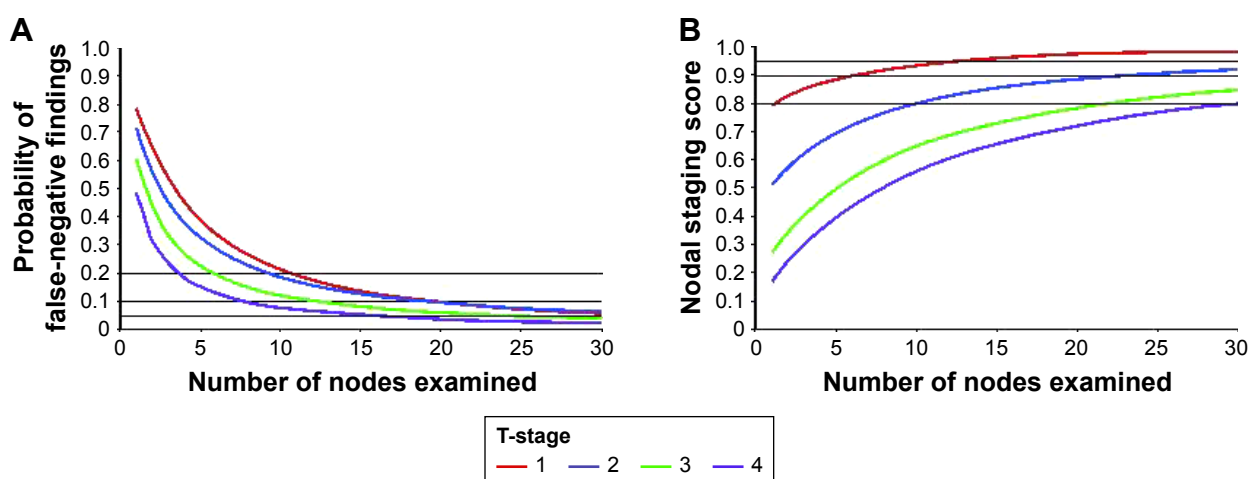 A
Probability of
false-negative findings
1.0
0.9
0.8
0.7
0.6
0.5
0.4
0.3
0.2
0.1
0
0 5 10 15 20 25 30
Number of nodes examined
B
Nodal staging score
1.0
0.9
0.8
0.7
0.6
0.5
0.4
0.3
0.2
0.1
0
0 5 10 15 20 25 30
Number of nodes examined
T-stage
1 2 3 4